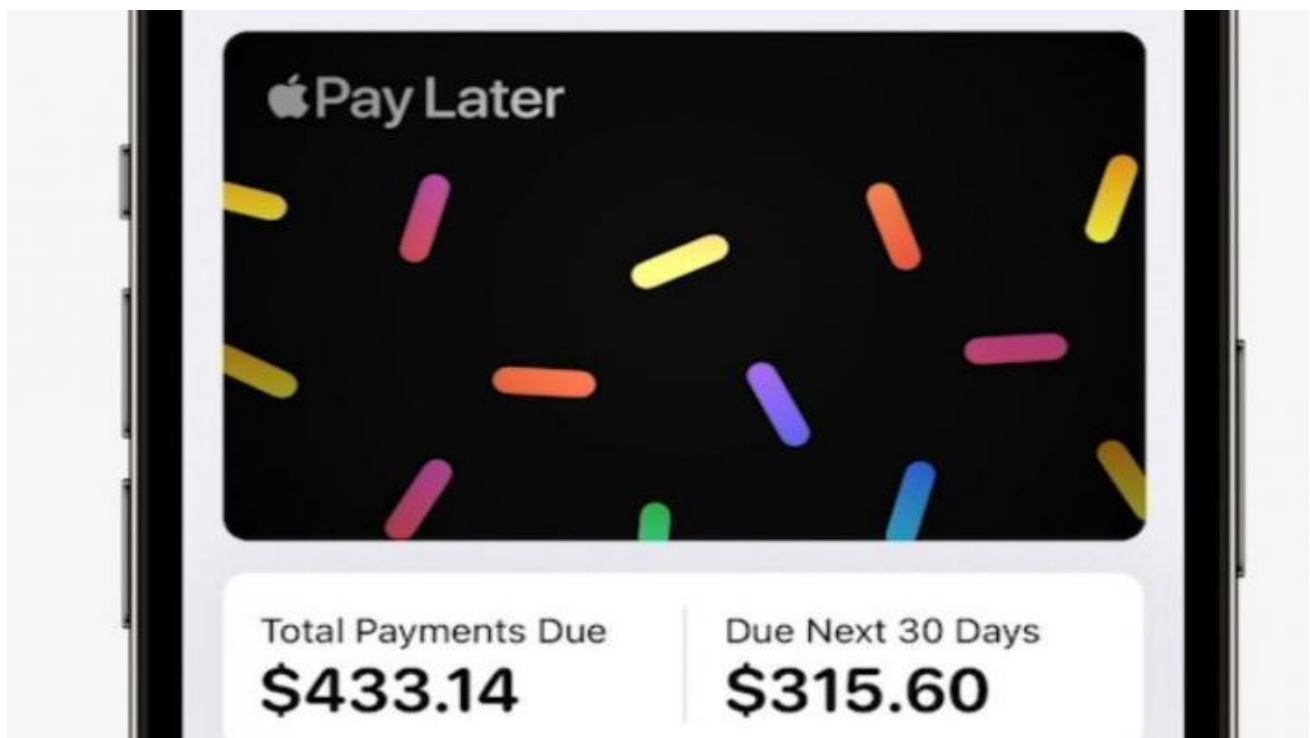 Pay Later
Total Payments Due
$433.14
Due Next 30 Days
$315.60